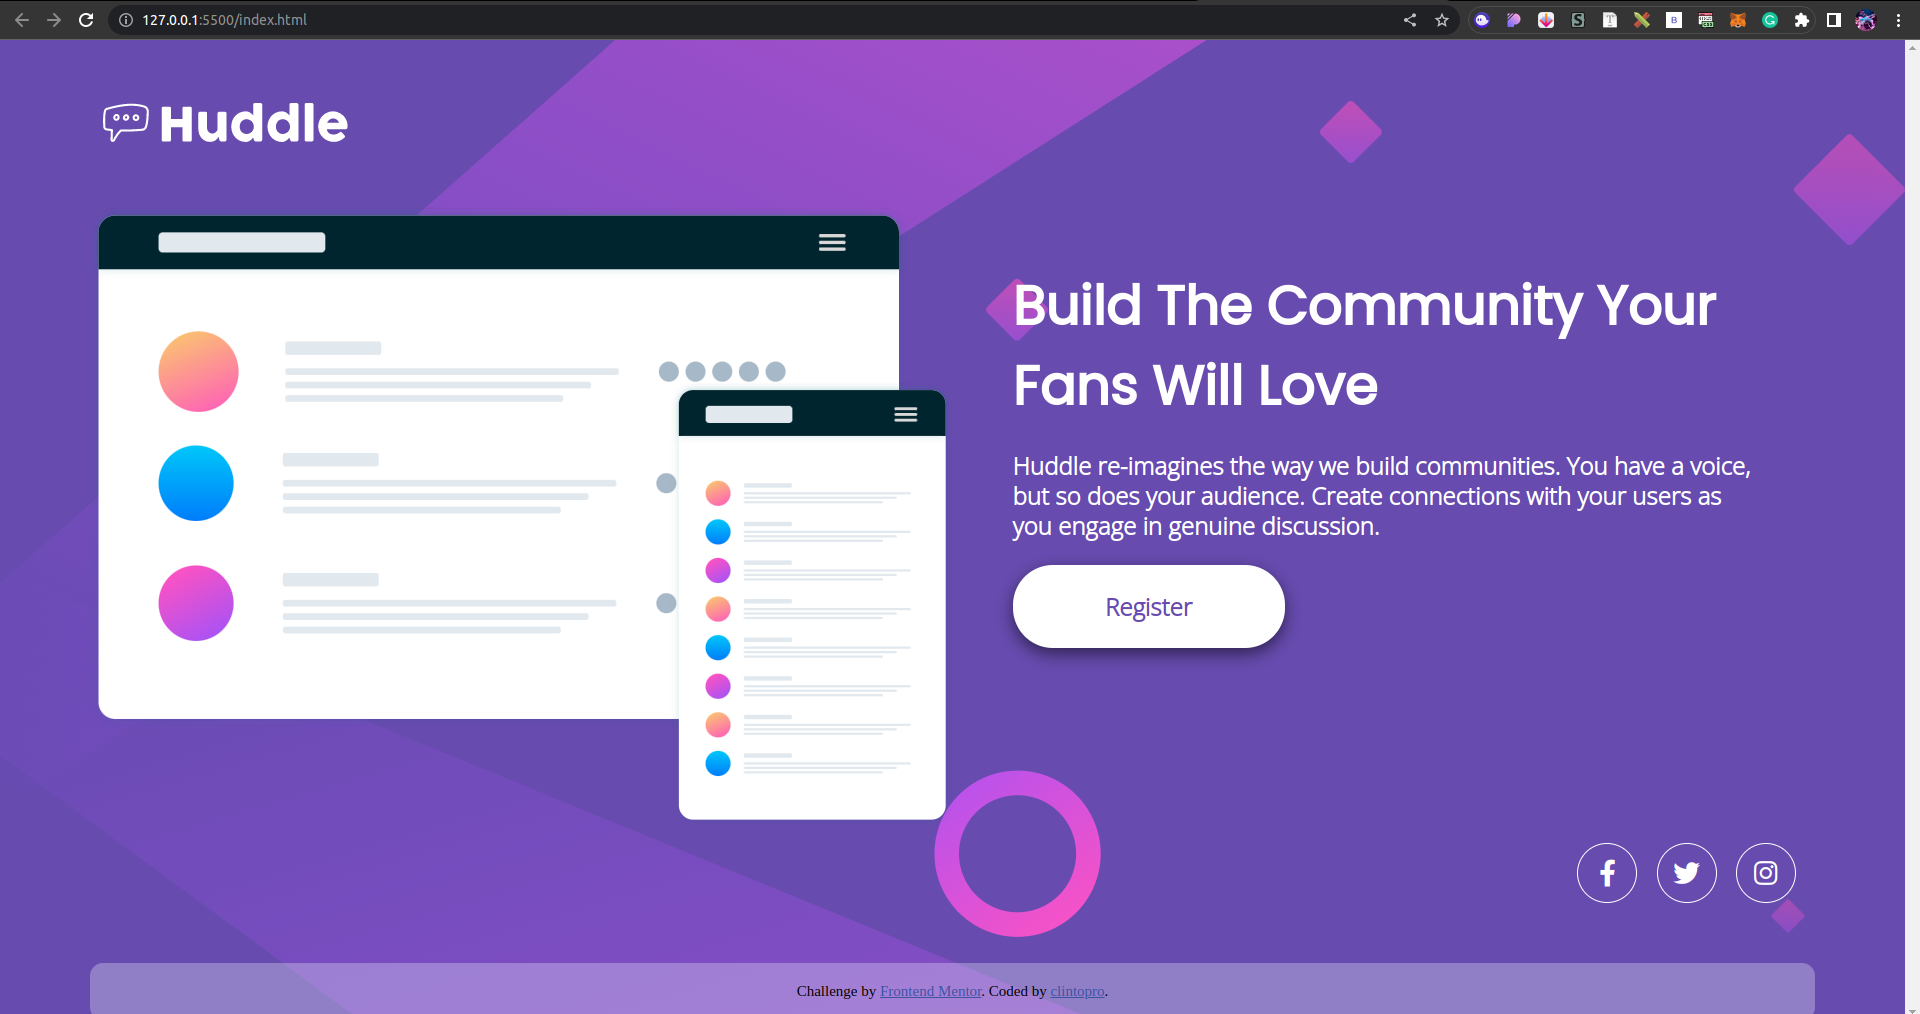 127.0.0.1:5500/index.html
Huddle
Build The Community Your
Fans Will Love
Huddle re-imagines the way we build communities. You have a voice,
but so does your audience. Create connections with your users as
you engage in genuine discussion.
Register
Challenge by Frontend Mentor. Coded by clintopro.